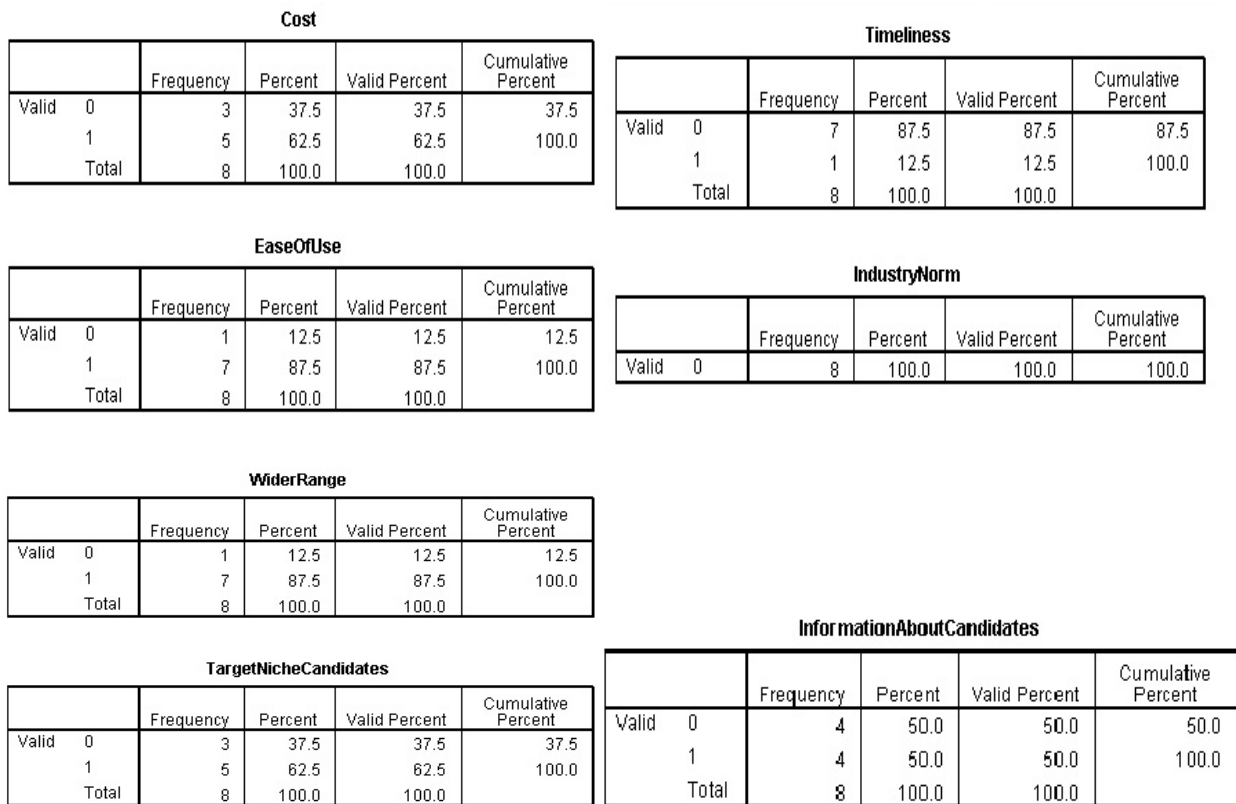 Cost
Frequency Percent Valid Percent Cumulative Percent
Valid 0 3 37.5 37.5 37.5
1 5 62.5 62.5 100.0
Total 8 100.0 100.0
Timeliness
Frequency Percent Valid Percent Cumulative Percent
Valid 0 7 87.5 87.5 87.5
1 1 12.5 12.5 100.0
Total 8 100.0 100.0
EaseOfUse
Frequency Percent Valid Percent Cumulative Percent
Valid 0 1 12.5 12.5 12.5
1 7 87.5 87.5 100.0
Total 8 100.0 100.0
IndustryNorm
Frequency Percent Valid Percent Cumulative Percent
Valid 0 8 100.0 100.0 100.0
WiderRange
Frequency Percent Valid Percent Cumulative Percent
Valid 0 1 12.5 12.5 12.5
1 7 87.5 87.5 100.0
Total 8 100.0 100.0
TargetNicheCandidates
Frequency Percent Valid Percent Cumulative Percent
Valid 0 3 37.5 37.5 37.5
1 5 62.5 62.5 100.0
Total 8 100.0 100.0
InformationAboutCandidates
Frequency Percent Valid Percent Cumulative Percent
Valid 0 4 50.0 50.0 50.0
1 4 50.0 50.0 100.0
Total 8 100.0 100.0